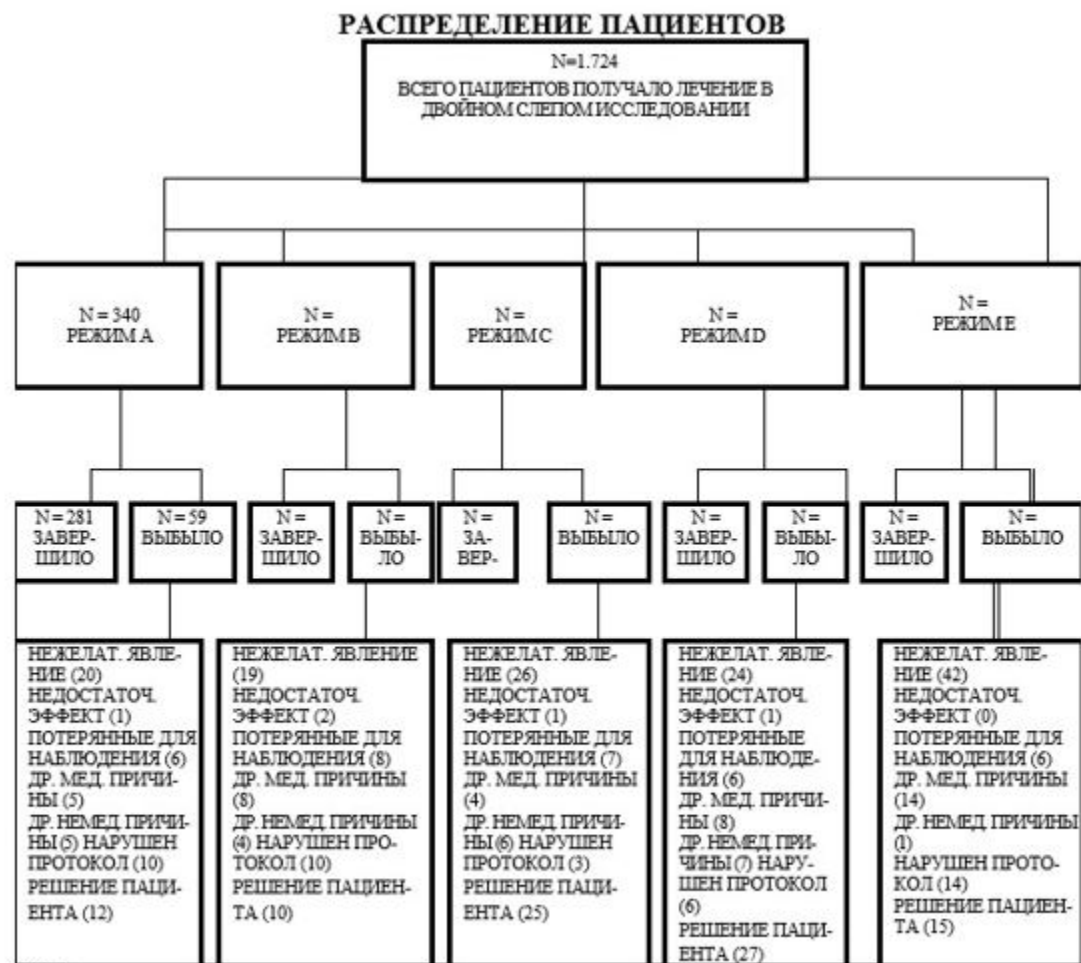 РАСПРЕДЕЛЕНИЕ ПАЦИЕНТОВ
N=1.724
ВСЕГО ПАЦИЕНТОВ ПОЛУЧАЛО ЛЕЧЕНИЕ В
ДВОЙНОМ СЛЕПОМ ИССЛЕДОВАНИИ
N = 340
РЕЖИМ A
N =
РЕЖИМ B
N =
РЕЖИМ C
N =
РЕЖИМ D
N =
РЕЖИМ E
N = 281
ЗАВЕР-
ШИЛО
N = 59
ВЫБЫЛО
N =
ЗАВЕР-
ШИЛО
N =
ВЫБЫ-
ЛО
N =
ЗА-
ВЕР-
N =
ВЫБЫЛО
N =
ЗАВЕР-
ШИЛО
N =
ВЫБЫ-
ЛО
N =
ЗАВЕР-
ШИЛО
N =
ВЫБЫЛО
НЕЖЕЛАТ. ЯВЛЕ-
НИЕ (20)
НЕДОСТАТОЧ.
ЭФФЕКТ (1)
ПОТЕРЯННЫЕ ДЛЯ
НАБЛЮДЕНИЯ (6)
ДР. МЕД. ПРИЧИ-
НЫ (5)
ДР. НЕМЕД. ПРИЧИ-
НЫ (5) НАРУШЕН
ПРОТОКОЛ (10)
РЕШЕНИЕ ПАЦИ-
ЕНТА (12)
НЕЖЕЛАТ. ЯВЛЕНИЕ
(19)
НЕДОСТАТОЧ.
ЭФФЕКТ (2)
ПОТЕРЯННЫЕ ДЛЯ
НАБЛЮДЕНИЯ (8)
ДР. МЕД. ПРИЧИНЫ
(8)
ДР. НЕМЕД. ПРИЧИНЫ
(4) НАРУШЕН ПРО-
ТОКОЛ (10)
РЕШЕНИЕ ПАЦИЕН-
ТА (10)
НЕЖЕЛАТ. ЯВЛЕ-
НИЕ (26)
НЕДОСТАТОЧ.
ЭФФЕКТ (1)
ПОТЕРЯННЫЕ ДЛЯ
НАБЛЮДЕНИЯ (7)
ДР. МЕД. ПРИЧИНЫ
(4)
ДР. НЕМЕД. ПРИЧИ-
НЫ (6) НАРУШЕН
ПРОТОКОЛ (3)
РЕШЕНИЕ ПАЦИ-
ЕНТА (25)
НЕЖЕЛАТ. ЯВЛЕ-
НИЕ (24)
НЕДОСТАТОЧ.
ЭФФЕКТ (1)
ПОТЕРЯННЫЕ
ДЛЯ НАБЛЮДЕ-
НИЯ (6)
ДР. МЕД. ПРИЧИ-
НЫ (8)
ДР. НЕМЕД. ПРИ-
ЧИНЫ (7) НАРУ-
ШЕН ПРОТОКОЛ
(6)
РЕШЕНИЕ ПАЦИ-
ЕНТА (27)
НЕЖЕЛАТ. ЯВЛЕ-
НИЕ (42)
НЕДОСТАТОЧ.
ЭФФЕКТ (0)
ПОТЕРЯННЫЕ ДЛЯ
НАБЛЮДЕНИЯ (6)
ДР. МЕД. ПРИЧИНЫ
(14)
ДР. НЕМЕД. ПРИЧИНЫ
(1)
НАРУШЕН ПРОТО-
КОЛ (14)
РЕШЕНИЕ ПАЦИЕН-
ТА (15)